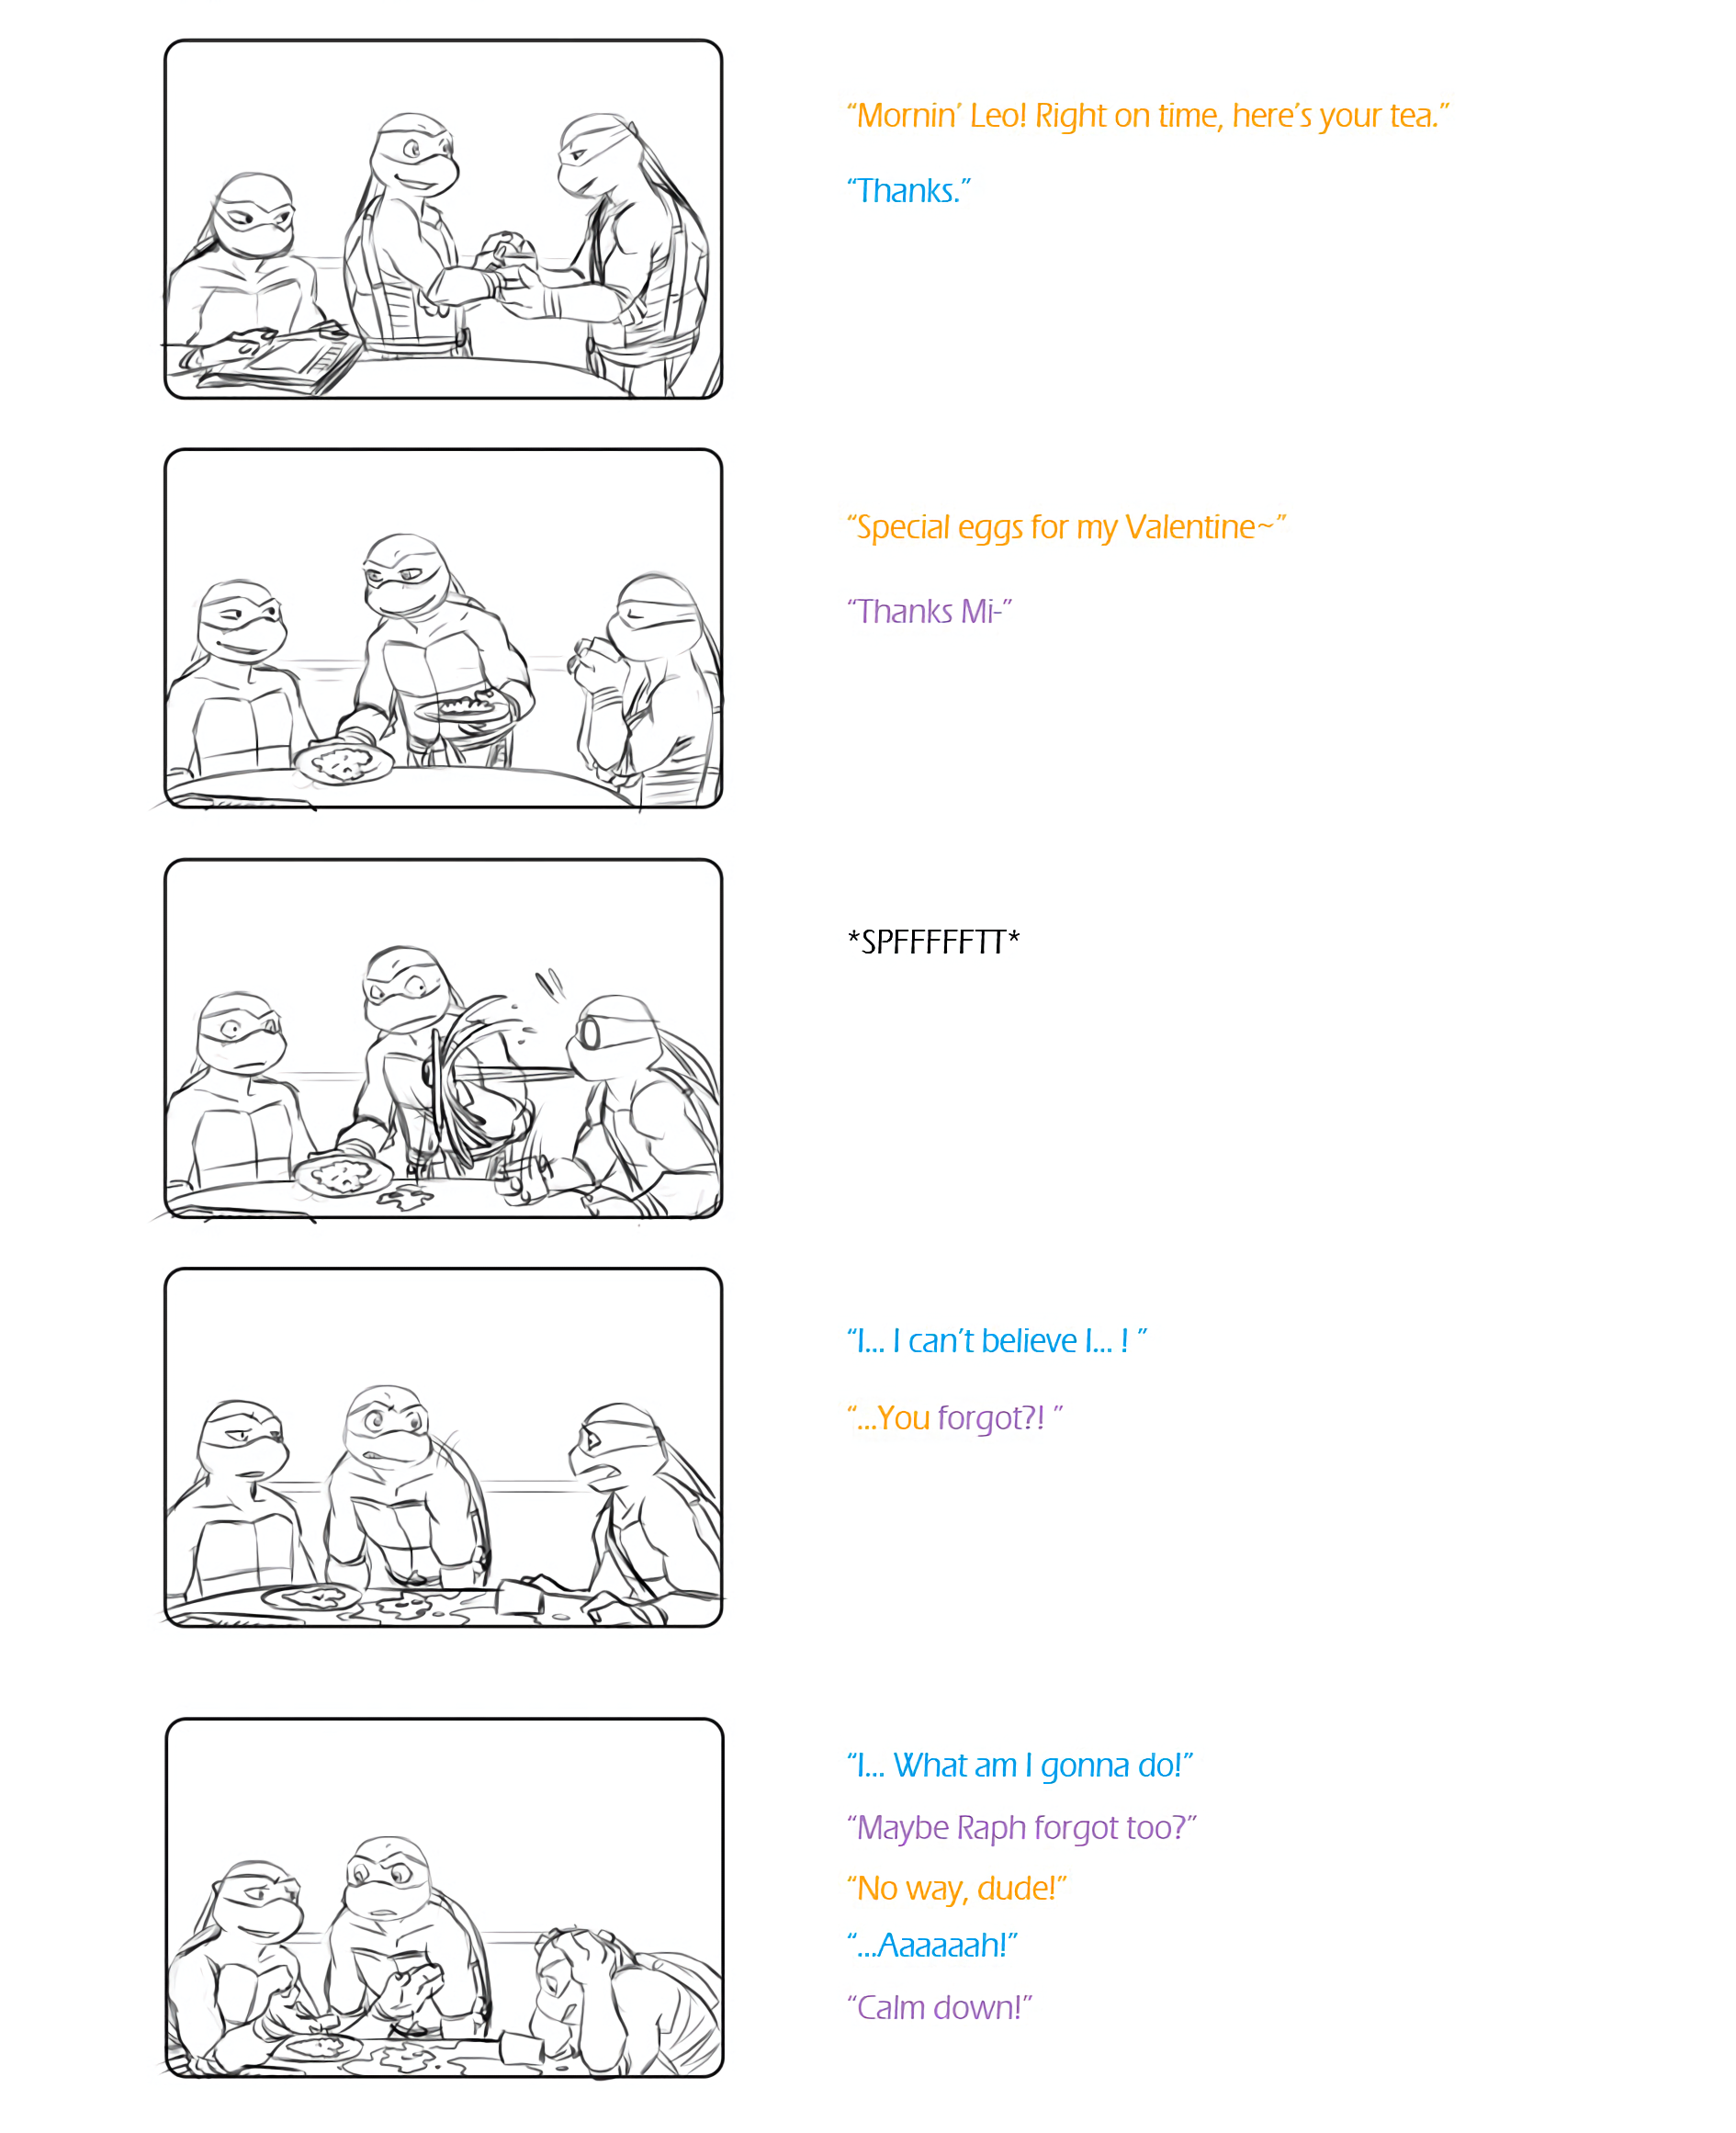 “Mornin’ Leo! Right on time, here’s your tea.”
“Thanks.”
“Special eggs for my Valentine~”
“Thanks Mi-”
*SPFFFFFFTT*
“I... I can’t believe I... ! ”
“...You forgot?! ”
“I... What am I gonna do!”
“Maybe Raph forgot too?”
“No way, dude!”
“...Aaaaaah!”
“Calm down!”